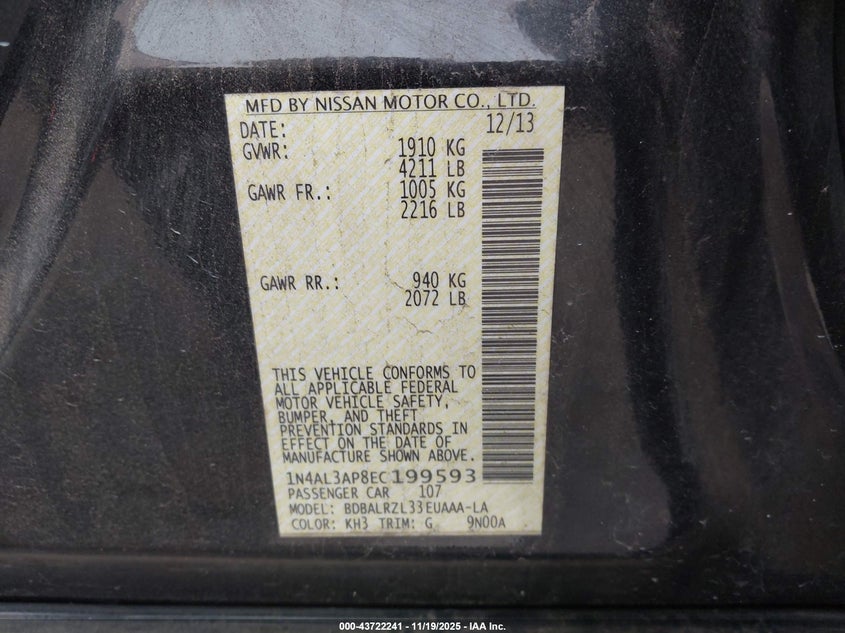 MFD BY NISSAN MOTOR CO., LTD.
DATE: 12/13
GVWR: 1910 KG
4211 LB
GAWR FR.: 1005 KG
2216 LB
GAWR RR.: 940 KG
2072 LB
THIS VEHICLE CONFORMS TO
ALL APPLICABLE FEDERAL
MOTOR VEHICLE SAFETY,
BUMPER, AND THEFT
PREVENTION STANDARDS IN
EFFECT ON THE DATE OF
MANUFACTURE SHOWN ABOVE.
1N4AL3AP8EC199593
PASSENGER CAR 107
MODEL: BDBALRZL33EUAAA-LA
COLOR: KH3 TRIM: G 9N00A
000-43722241 - 11/19/2025 - IAA Inc.